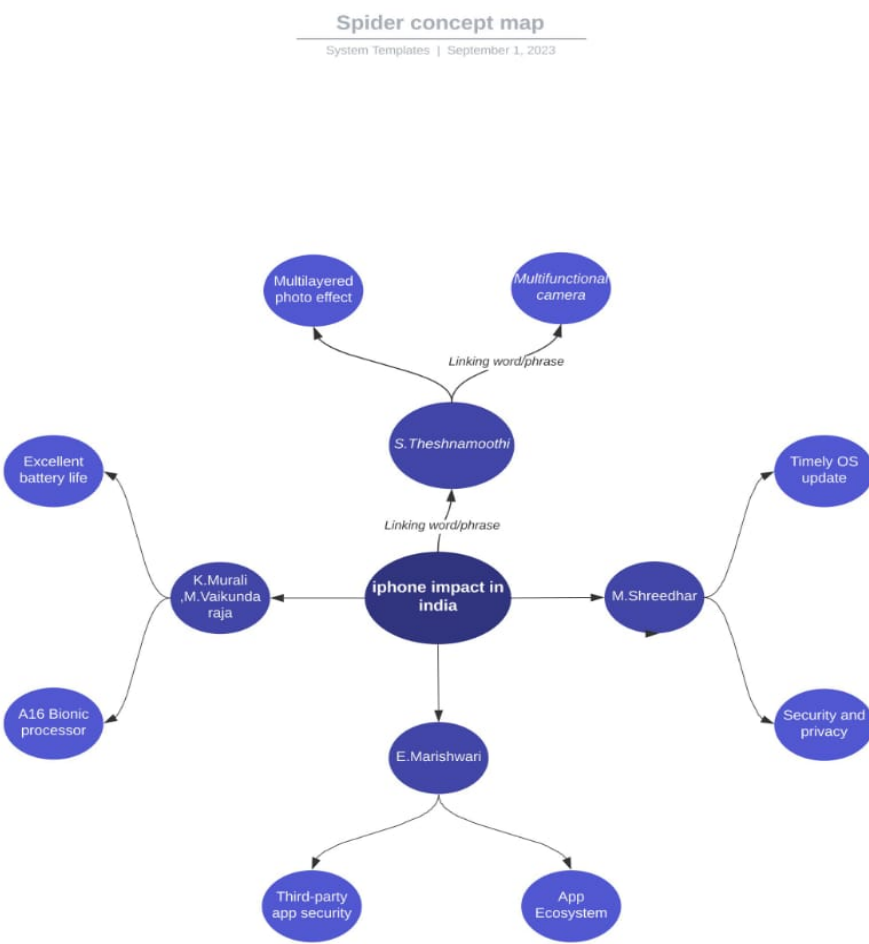 Spider concept map
System Templates | September 1, 2023
Multilayered
photo effect
Multifunctional
camera
Linking word/phrase
S.Theshnamoothi
Excellent
battery life
Timely OS
update
Linking word/phrase
K.Murali
,M.Vaikunda
raja
iphone impact in
india
M.Shreedhar
A16 Bionic
processor
Security and
privacy
E.Marishwari
Third-party
app security
App
Ecosystem